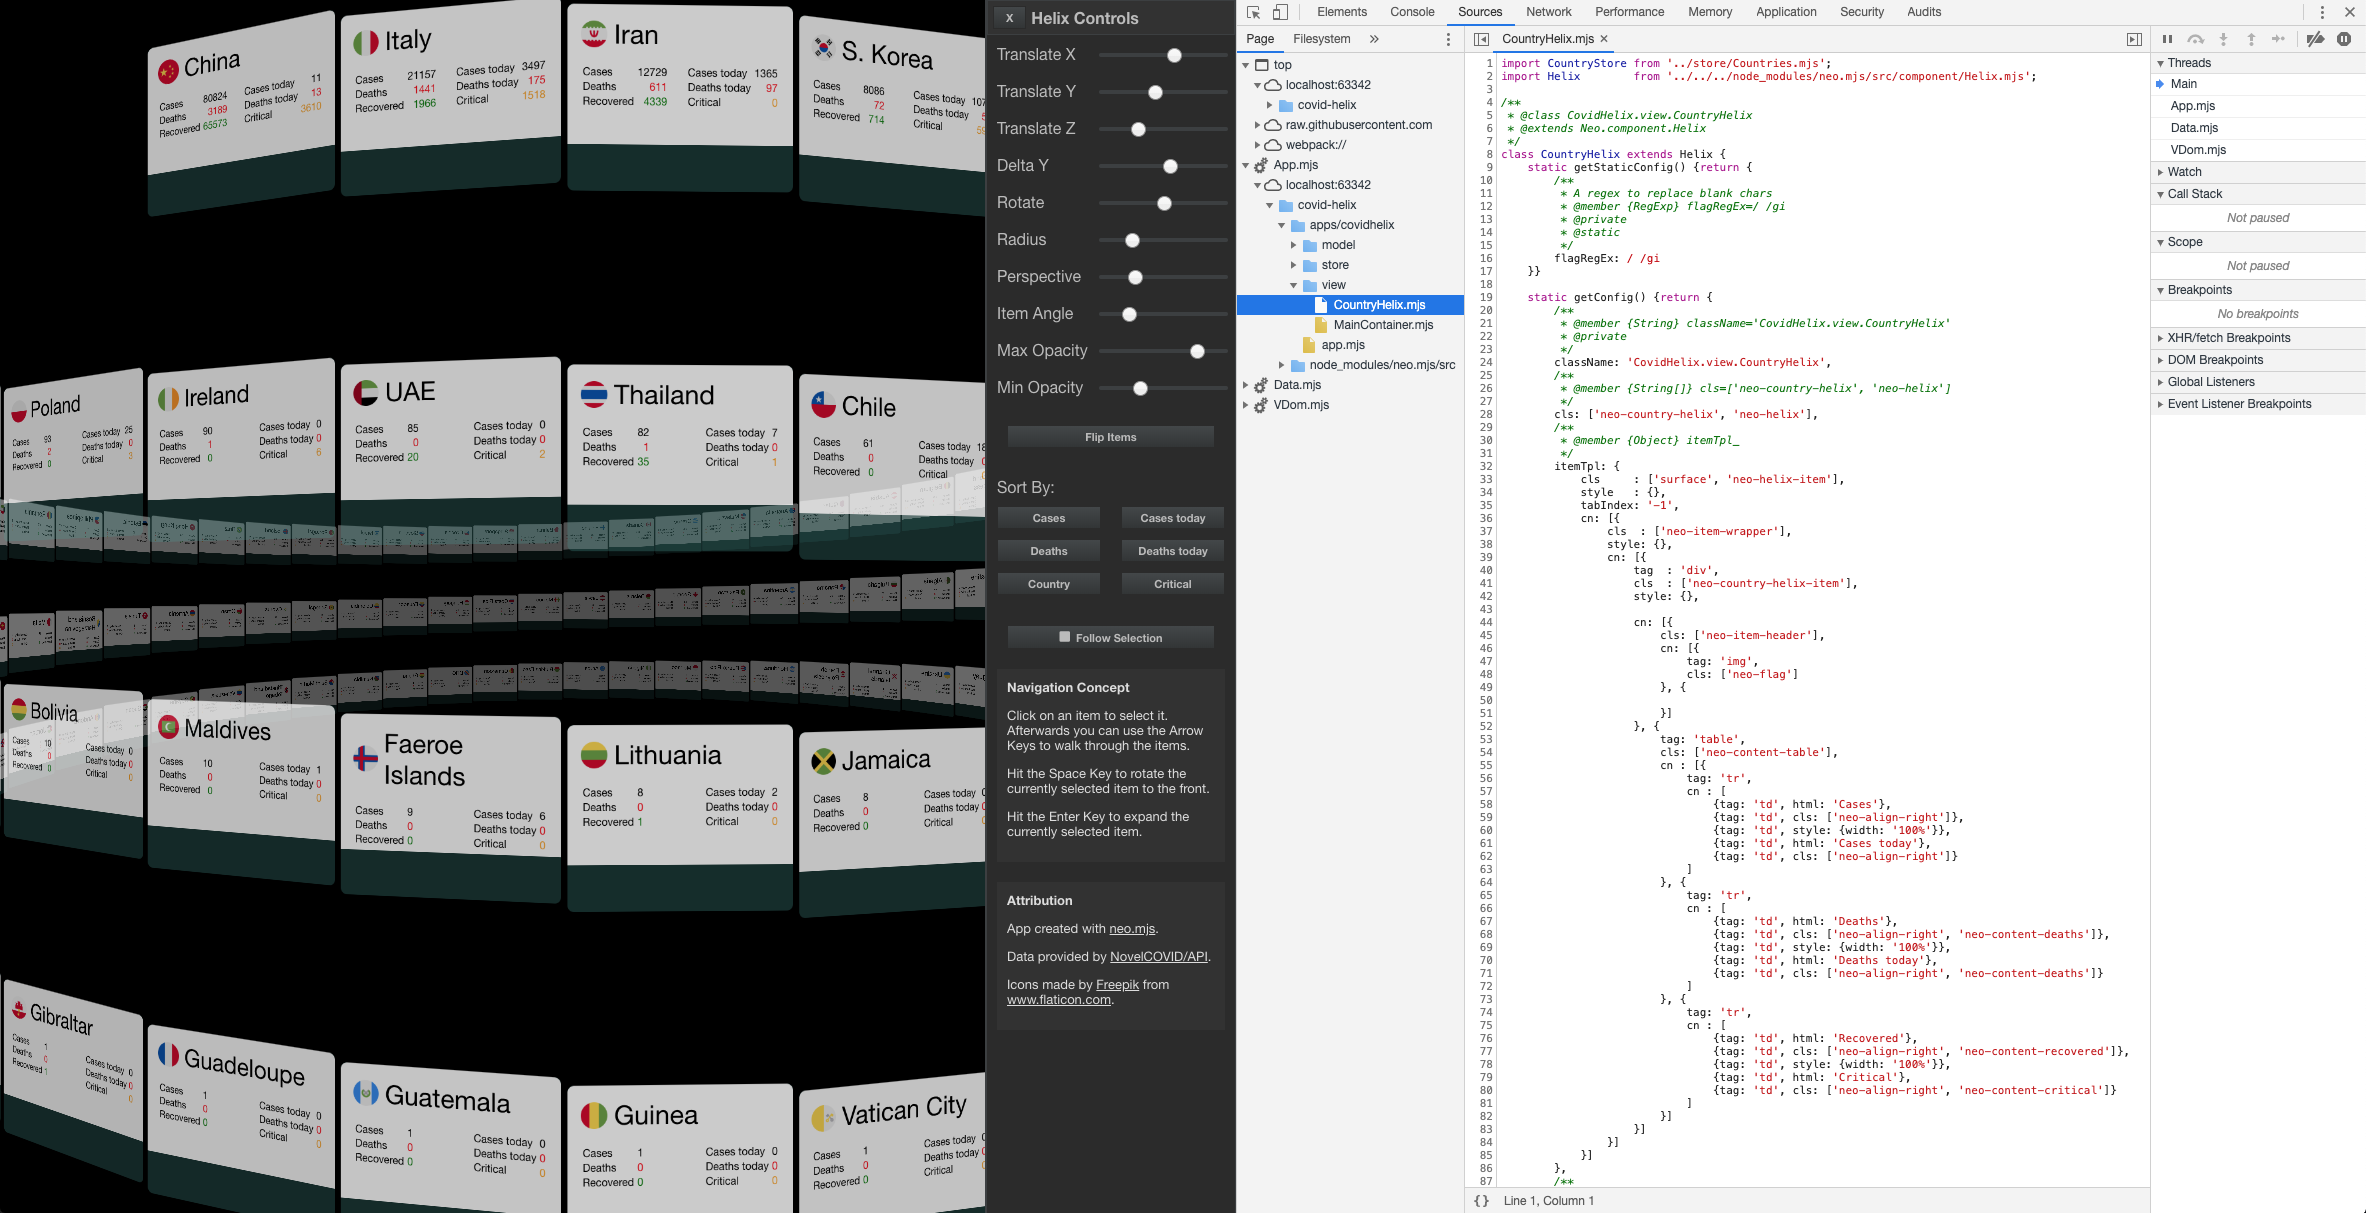 China
Cases 80824 Cases today 11
Deaths 3189 Deaths today 13
Recovered 65573 Critical 3610
Italy
Cases 21157 Cases today 3497
Deaths 1441 Deaths today 175
Recovered 1966 Critical 1518
Iran
Cases 12729 Cases today 1365
Deaths 611 Deaths today 97
Recovered 4339 Critical 0
S. Korea
Cases 8086 Cases today 107
Deaths 72 Deaths today
Recovered 714 Critical 59
Poland
Cases 93 Cases today 25
Deaths 2 Deaths today 0
Recovered 0 Critical 3
Ireland
Cases 90 Cases today 0
Deaths 1 Deaths today 0
Recovered 0 Critical 6
UAE
Cases 85 Cases today 0
Deaths 0 Deaths today 0
Recovered 20 Critical 2
Thailand
Cases 82 Cases today 7
Deaths 1 Deaths today 0
Recovered 35 Critical 1
Chile
Cases 61 Cases today 18
Deaths 0 Deaths today 0
Recovered 0 Critical 0
Bolivia
Cases 10 Cases today 0
Deaths 0 Deaths today 0
Recovered 0 Critical 0
Maldives
Cases 10 Cases today 1
Deaths 0 Deaths today 0
Recovered 0 Critical 0
Faeroe
Islands
Cases 9 Cases today 6
Deaths 0 Deaths today 0
Recovered 0 Critical 0
Lithuania
Cases 8 Cases today 2
Deaths 0 Deaths today 0
Recovered 1 Critical 0
Jamaica
Cases 8 Cases today
Deaths 0 Deaths today
Recovered 0 Critical
Gibraltar
Cases 1 Cases today 0
Deaths 0 Deaths today 0
Recovered 1 Critical 0
Guadeloupe
Cases 1 Cases today 0
Deaths 0 Deaths today 0
Recovered 0 Critical 0
Guatemala
Cases 1 Cases today 0
Deaths 0 Deaths today 0
Recovered 0 Critical 0
Guinea
Cases 1 Cases today 0
Deaths 0 Deaths today 0
Recovered 0 Critical 0
Vatican City
Cases 1 Cases today
Deaths 0 Deaths today
Recovered 0 Critical
X Helix Controls
Translate X
Translate Y
Translate Z
Delta Y
Rotate
Radius
Perspective
Item Angle
Max Opacity
Min Opacity
Flip Items
Sort By:
Cases Cases today
Deaths Deaths today
Country Critical
Follow Selection
Navigation Concept
Click on an item to select it.
Afterwards you can use the Arrow
Keys to walk through the items.
Hit the Space Key to rotate the
currently selected item to the front.
Hit the Enter Key to expand the
currently selected item.
Attribution
App created with neo.mjs.
Data provided by NovelCOVID/API.
Icons made by Freepik from
www.flaticon.com.
Elements Console Sources Network Performance Memory Application Security Audits
Page Filesystem »
top
localhost:63342
covid-helix
raw.githubusercontent.com
webpack://
App.mjs
localhost:63342
covid-helix
apps/covidhelix
model
store
view
CountryHelix.mjs
MainContainer.mjs
app.mjs
node_modules/neo.mjs/src
Data.mjs
VDom.mjs
CountryHelix.mjs ×
1 import CountryStore from '../store/Countries.mjs';
2 import Helix        from '../../../node_modules/neo.mjs/src/component/Helix.mjs';
3
4 /**
5  * @class CovidHelix.view.CountryHelix
6  * @extends Neo.component.Helix
7  */
8 class CountryHelix extends Helix {
9     static getStaticConfig() {return {
10         /**
11          * A regex to replace blank chars
12          * @member {RegExp} flagRegEx=/ /gi
13          * @private
14          * @static
15          */
16         flagRegEx: / /gi
17     }}
18
19     static getConfig() {return {
20         /**
21          * @member {String} className='CovidHelix.view.CountryHelix'
22          * @private
23          */
24         className: 'CovidHelix.view.CountryHelix',
25         /**
26          * @member {String[]} cls=['neo-country-helix', 'neo-helix']
27          */
28         cls: ['neo-country-helix', 'neo-helix'],
29         /**
30          * @member {Object} itemTpl_
31          */
32         itemTpl: {
33             cls     : ['surface', 'neo-helix-item'],
34             style   : {},
35             tabIndex: '-1',
36             cn: [{
37                 cls  : ['neo-item-wrapper'],
38                 style: {},
39                 cn: [{
40                     tag  : 'div',
41                     cls  : ['neo-country-helix-item'],
42                     style: {},
43
44                     cn: [{
45                         cls: ['neo-item-header'],
46                         cn: [{
47                             tag: 'img',
48                             cls: ['neo-flag']
49                         }, {
50
51                         }]
52                     }, {
53                         tag: 'table',
54                         cls: ['neo-content-table'],
55                         cn : [{
56                             tag: 'tr',
57                             cn : [
58                                 {tag: 'td', html: 'Cases'},
59                                 {tag: 'td', cls: ['neo-align-right']},
60                                 {tag: 'td', style: {width: '100%'}},
61                                 {tag: 'td', html: 'Cases today'},
62                                 {tag: 'td', cls: ['neo-align-right']}
63                             ]
64                         }, {
65                             tag: 'tr',
66                             cn : [
67                                 {tag: 'td', html: 'Deaths'},
68                                 {tag: 'td', cls: ['neo-align-right', 'neo-content-deaths']},
69                                 {tag: 'td', style: {width: '100%'}},
70                                 {tag: 'td', html: 'Deaths today'},
71                                 {tag: 'td', cls: ['neo-align-right', 'neo-content-deaths']}
72                             ]
73                         }, {
74                             tag: 'tr',
75                             cn : [
76                                 {tag: 'td', html: 'Recovered'},
77                                 {tag: 'td', cls: ['neo-align-right', 'neo-content-recovered']},
78                                 {tag: 'td', style: {width: '100%'}},
79                                 {tag: 'td', html: 'Critical'},
80                                 {tag: 'td', cls: ['neo-align-right', 'neo-content-critical']}
81                             ]
82                         }]
83                     }]
84                 }]
85             }]
86         },
87         /**
{} Line 1, Column 1
Threads
Main
App.mjs
Data.mjs
VDom.mjs
Watch
Call Stack
Not paused
Scope
Not paused
Breakpoints
No breakpoints
XHR/fetch Breakpoints
DOM Breakpoints
Global Listeners
Event Listener Breakpoints